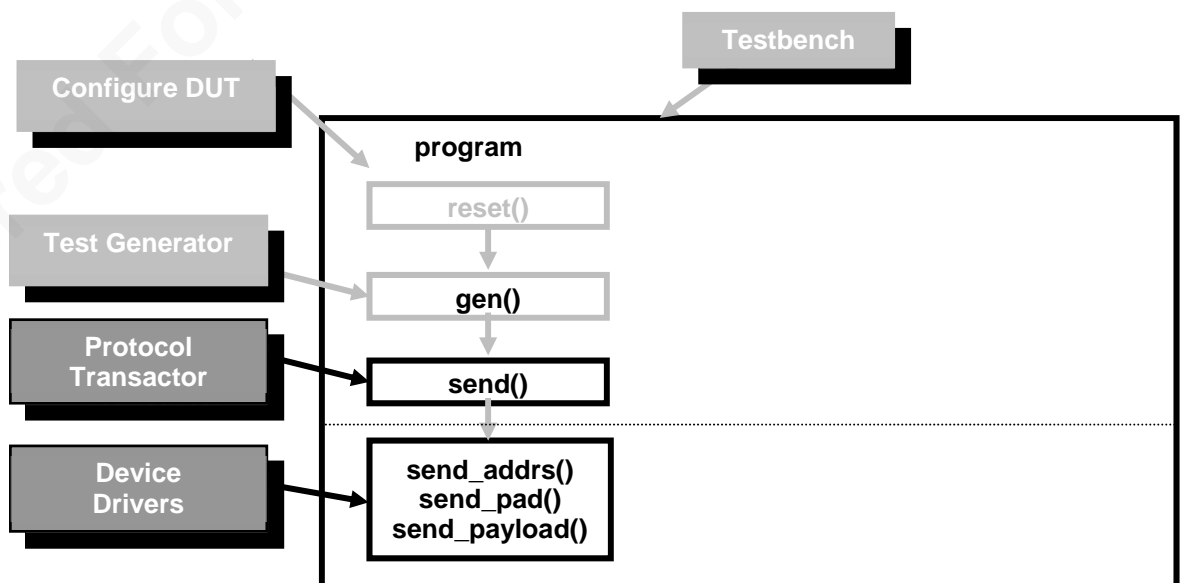 Testbench
Configure DUT
program
reset()
Test Generator
gen()
Protocol
Transactor
send()
Device
Drivers
send_addrs()
send_pad()
send_payload()